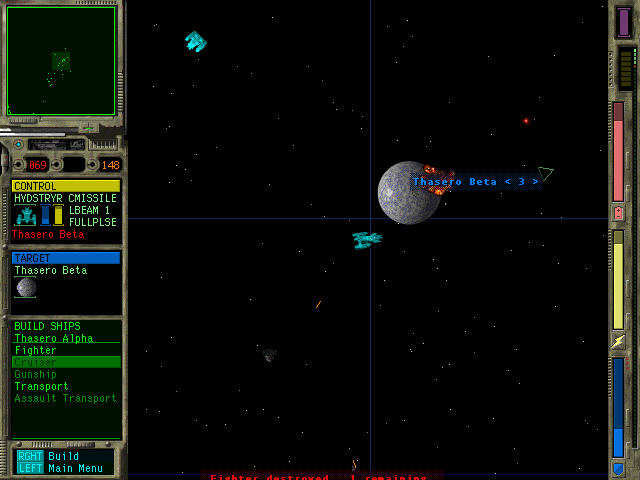 069 148
CONTROL
HVDSTRYR CMISSILE
LBEAM 1
FULLPLSE
Thasero Beta
TARGET
Thasero Beta
BUILD SHIPS
Thasero Alpha
Fighter
Cruiser
Gunship
Transport
Assault Transport
RGHT Build
LEFT Main Menu
Thasero Beta < 3 >
Fighter destroyed. 1 remaining.